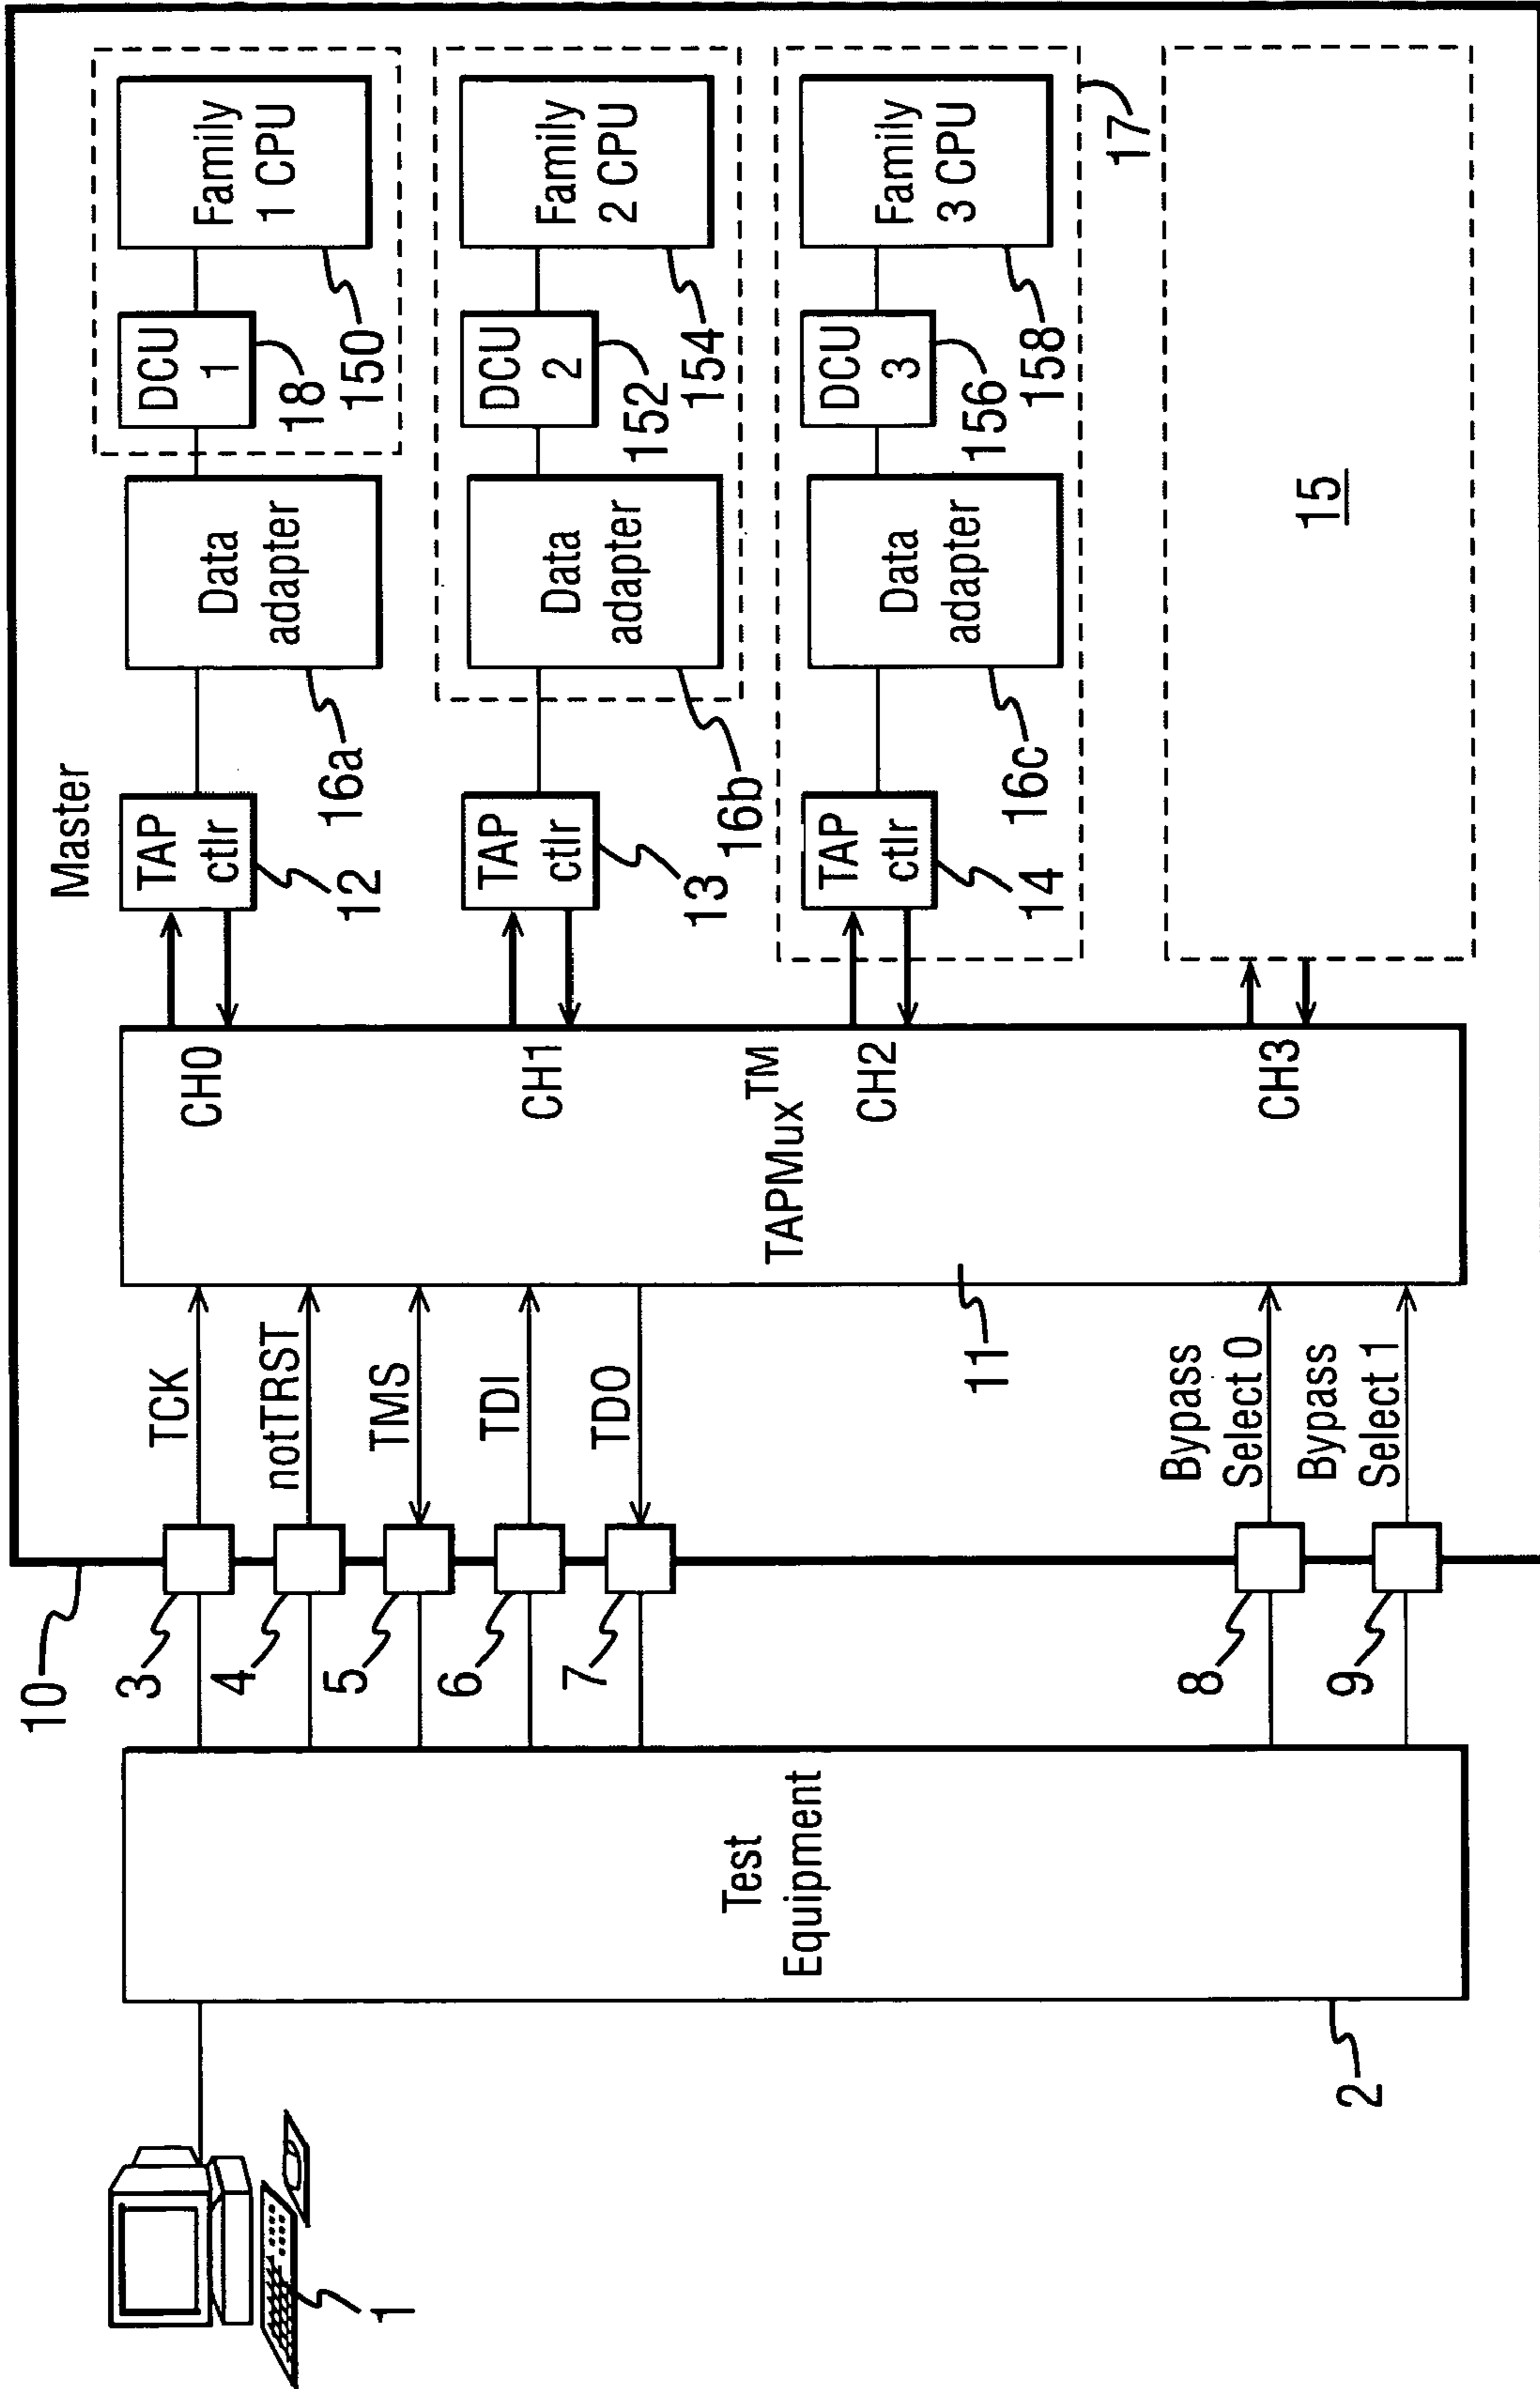 Master
TAP
ctlr
12
Data
adapter
16a
DCU
1
18
Family
1 CPU
150
TAP
ctlr
13
Data
adapter
16b
DCU
2
152
Family
2 CPU
154
TAP
ctlr
14
Data
adapter
16c
DCU
3
156
Family
3 CPU
158
17
15
CH0
CH1
TAPMux™
CH2
CH3
11
10
TCK
3
notTRST
4
TMS
5
TDI
6
TDO
7
Bypass
Select 0
8
Bypass
Select 1
9
Test
Equipment
2
1